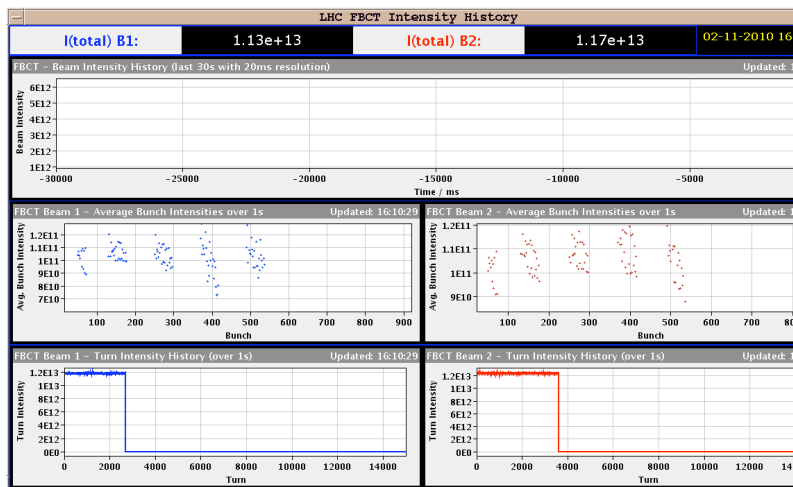 LHC FBCT Intensity History
I(total) B1: 1.13e+13 I(total) B2: 1.17e+13 02-11-2010 16
FBCT - Beam Intensity History (last 30s with 20ms resolution) Updated: 1
Beam Intensity
6E12
5E12
4E12
3E12
2E12
1E12
-30000 -25000 -20000 -15000 -10000 -5000
Time / ms
FBCT Beam 1 - Average Bunch Intensities over 1s Updated: 16:10:29
Avg. Bunch Intensity
1.2E11
1.1E11
1E11
9E10
8E10
7E10
100 200 300 400 500 600 700 800 900
Bunch
FBCT Beam 2 - Average Bunch Intensities over 1s Updated: 1
Avg. Bunch Intensity
1.2E11
1.1E11
1E11
9E10
100 200 300 400 500 600 700 80
Bunch
FBCT Beam 1 - Turn Intensity History (over 1s) Updated: 16:10:29
Turn Intensity
1.2E13
1E13
8E12
6E12
4E12
2E12
0E0
0 2000 4000 6000 8000 10000 12000 14000
Turn
FBCT Beam 2 - Turn Intensity History (over 1s) Updated: 1
Turn Intensity
1.2E13
1E13
8E12
6E12
4E12
2E12
0E0
0 2000 4000 6000 8000 10000 12000 14
Turn